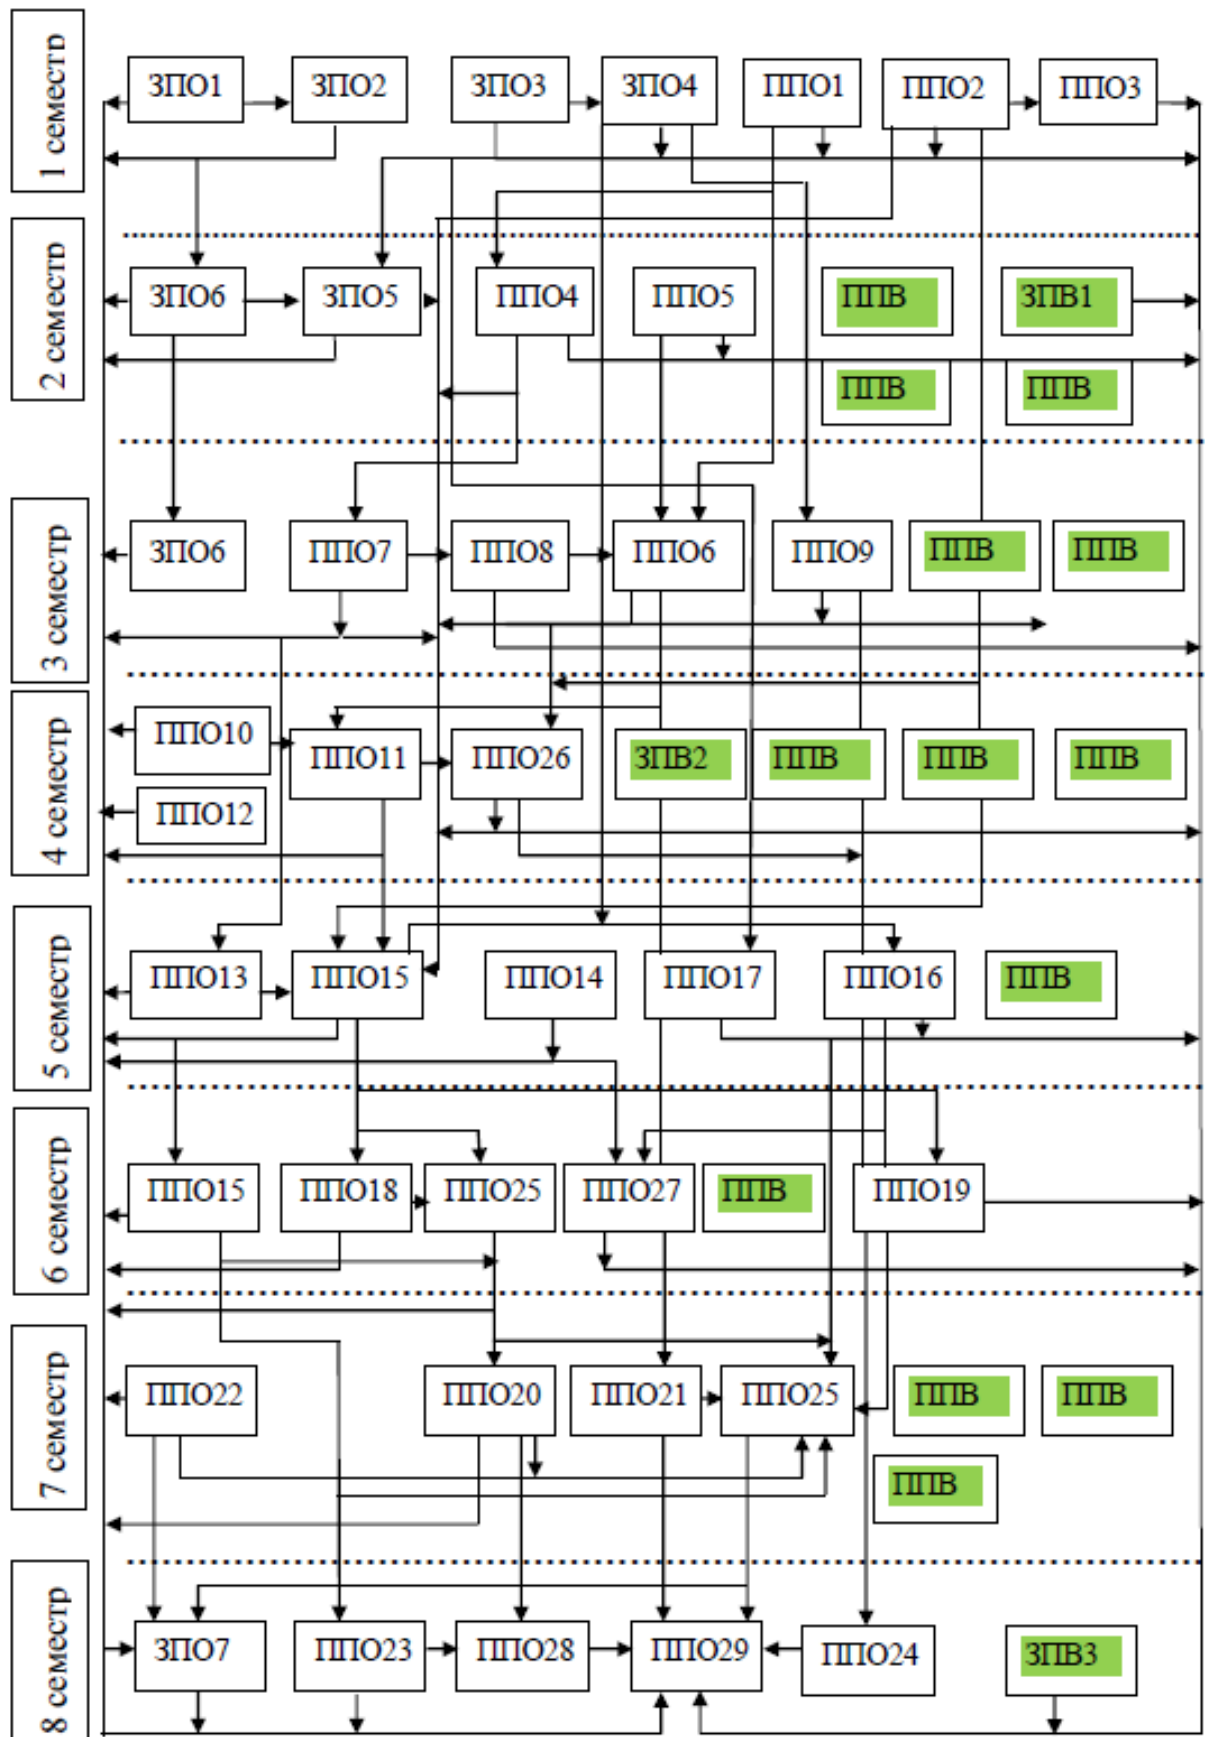 1 семестр
ЗПО1 ЗПО2 ЗПО3 ЗПО4 ППО1 ППО2 ППО3
2 семестр
ЗПО6 ЗПО5 ППО4 ППО5 ППВ ЗПВ1
ППВ ППВ
3 семестр
ЗПО6 ППО7 ППО8 ППО6 ППО9 ППВ ППВ
4 семестр
ППО10 ППО11 ППО26 ЗПВ2 ППВ ППВ ППВ
ППО12
5 семестр
ППО13 ППО15 ППО14 ППО17 ППО16 ППВ
6 семестр
ППО15 ППО18 ППО25 ППО27 ППВ ППО19
7 семестр
ППО22 ППО20 ППО21 ППО25 ППВ ППВ
ППВ
8 семестр
ЗПО7 ППО23 ППО28 ППО29 ППО24 ЗПВ3